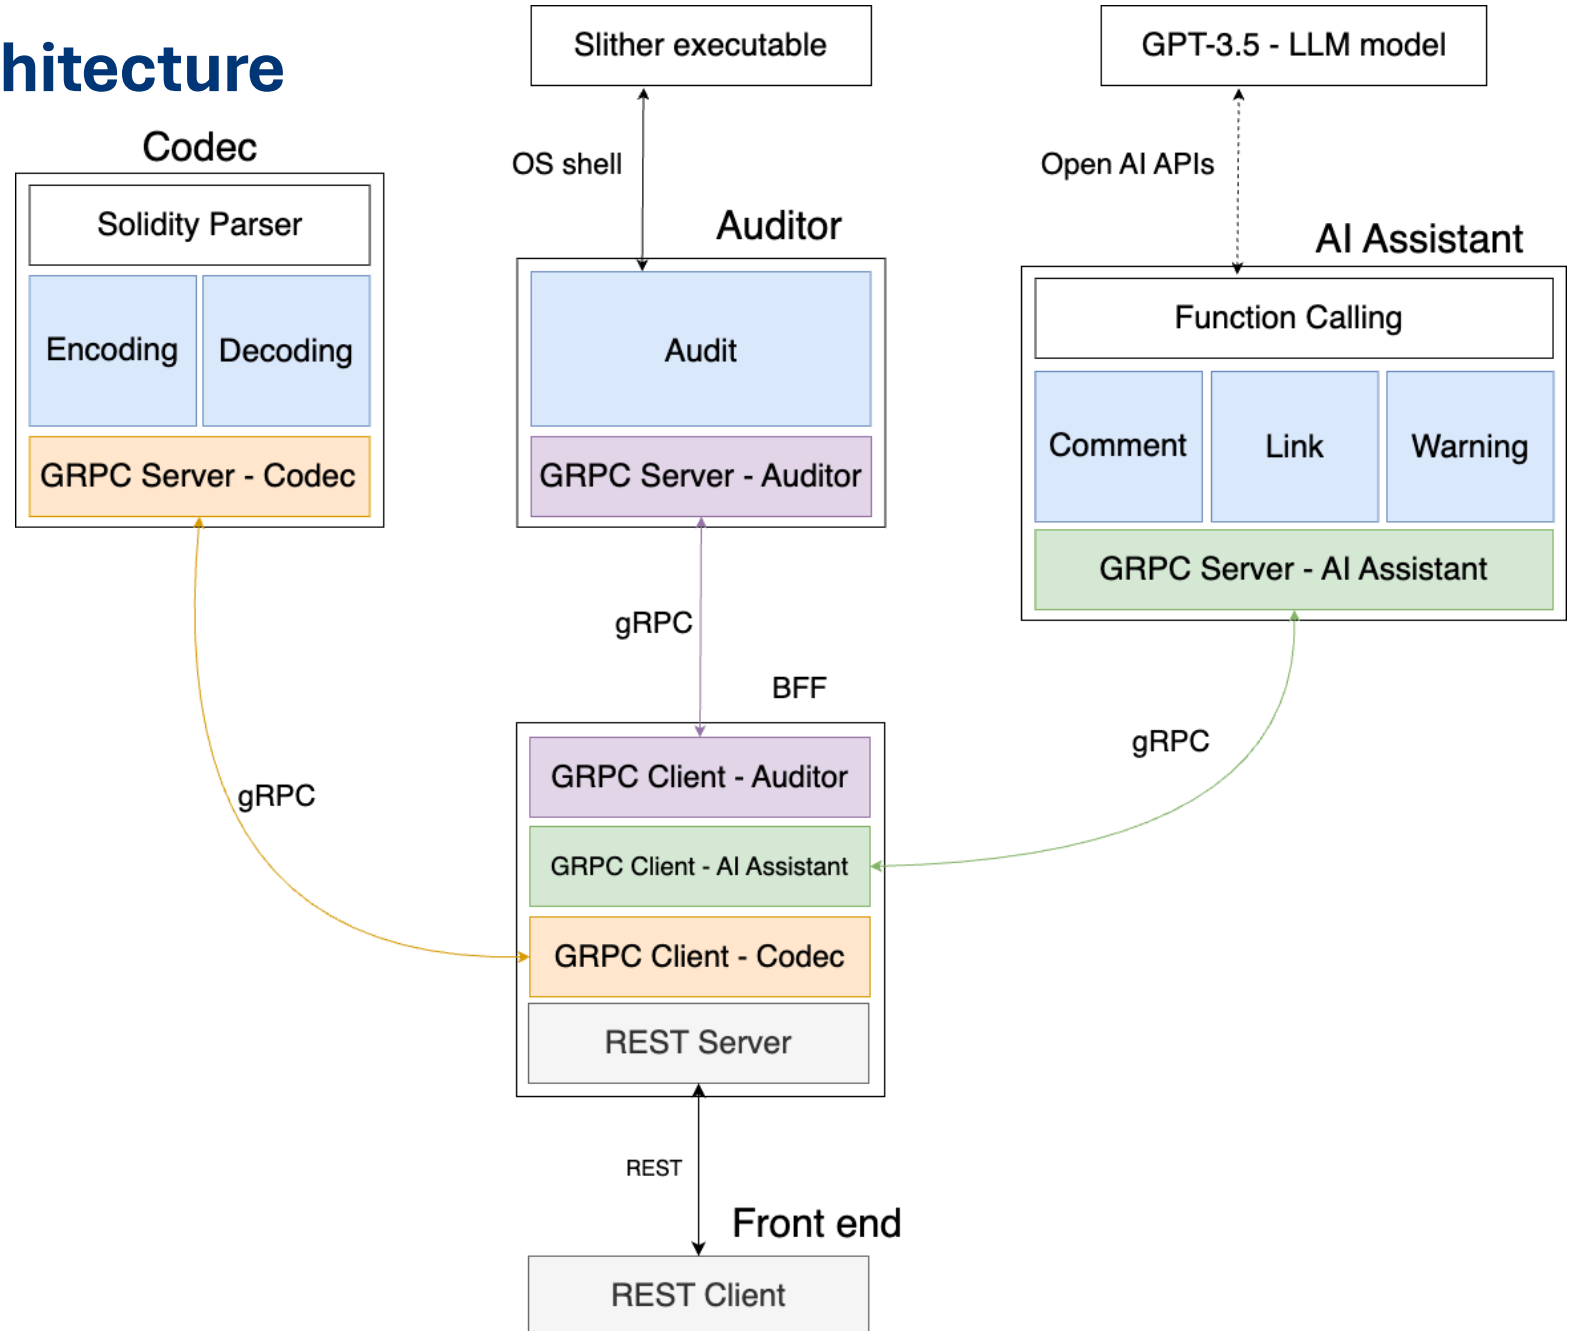 hitecture
Slither executable
GPT-3.5 - LLM model
OS shell
Open AI APIs
Codec
Solidity Parser
Encoding
Decoding
GRPC Server - Codec
Auditor
Audit
GRPC Server - Auditor
AI Assistant
Function Calling
Comment
Link
Warning
GRPC Server - AI Assistant
gRPC
gRPC
gRPC
BFF
GRPC Client - Auditor
GRPC Client - AI Assistant
GRPC Client - Codec
REST Server
REST
Front end
REST Client